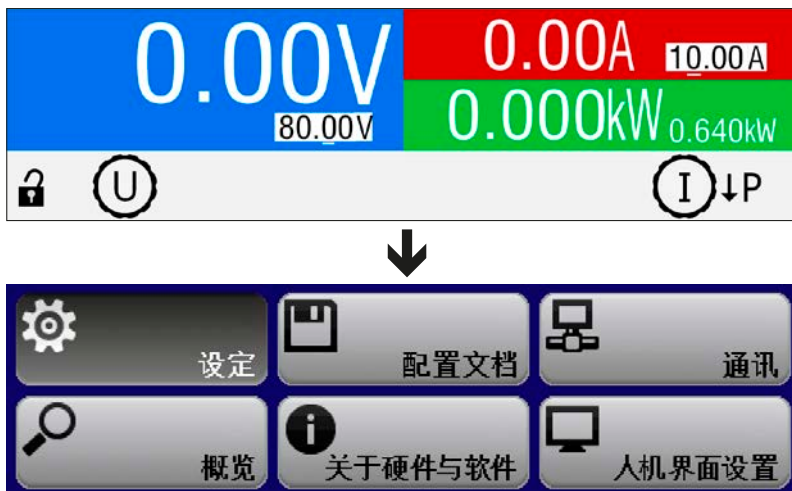 0.00V 0.00A 10.00A
80.00V 0.000kW 0.640kW
U I↓P
设定 配置文档 通讯
概览 关于硬件与软件 人机界面设置